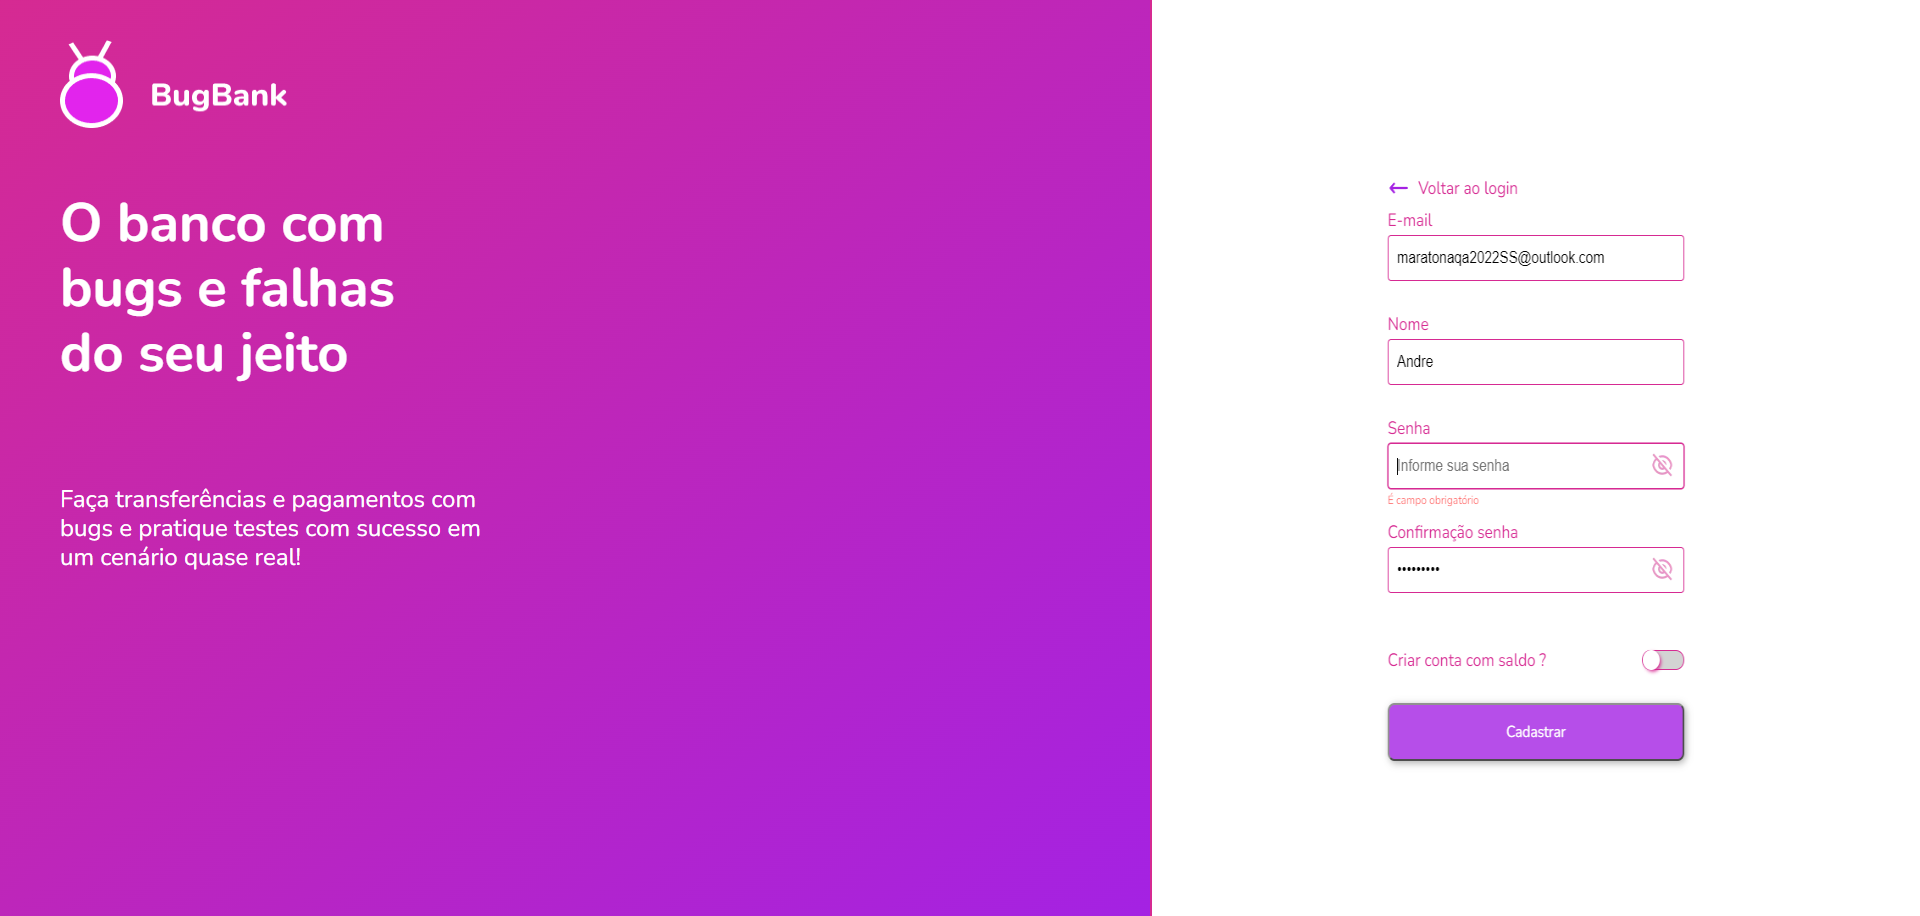 BugBank
O banco com
bugs e falhas
do seu jeito
Faça transferências e pagamentos com
bugs e pratique testes com sucesso em
um cenário quase real!
Voltar ao login
E-mail
maratonaqa2022SS@outlook.com
Nome
Andre
Senha
Informe sua senha
É campo obrigatório
Confirmação senha
•••••••••
Criar conta com saldo ?
Cadastrar